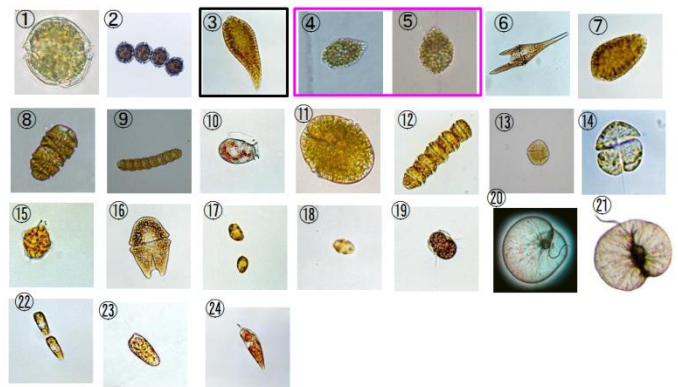 ① ② ③ ④ ⑤ ⑥ ⑦
⑧ ⑨ ⑩ ⑪ ⑫ ⑬ ⑭
⑮ ⑯ ⑰ ⑱ ⑲ ⑳ ㉑
㉒ ㉓ ㉔